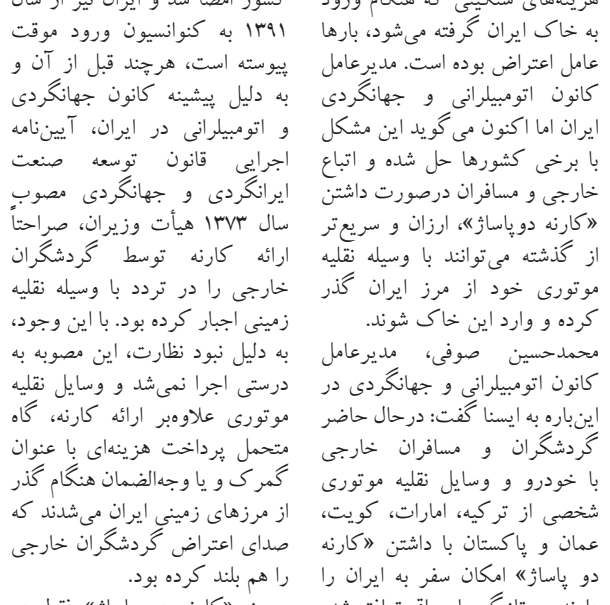 هزینه‌های سنگینی که هنگام ورود
به خاک ایران گرفته می‌شود، بارها
عامل اعتراض بوده است. مدیرعامل
کانون اتومبیلرانی و جهانگردی
ایران اما اکنون می‌گوید این مشکل
با برخی کشورها حل شده و اتباع
خارجی و مسافران درصورت داشتن
«کارنه دوپاساژ»، ارزان و سریع‌تر
از گذشته می‌توانند با وسیله نقلیه
موتوری خود از مرز ایران گذر
کرده و وارد این خاک شوند.
محمدحسین صوفی، مدیرعامل
کانون اتومبیلرانی و جهانگردی در
این‌باره به ایسنا گفت: درحال حاضر
گردشگران و مسافران خارجی
با خودرو و وسایل نقلیه موتوری
شخصی از ترکیه، امارات، کویت،
عمان و پاکستان با داشتن «کارنه
دو پاساژ» امکان سفر به ایران را
کشور امضا شد و ایران نیز از سال
۱۳۹۱ به کنوانسیون ورود موقت
پیوسته است، هرچند قبل از آن و
به دلیل پیشینه کانون جهانگردی
و اتومبیلرانی در ایران، آیین‌نامه
اجرایی قانون توسعه صنعت
ایرانگردی و جهانگردی مصوب
سال ۱۳۷۳ هیأت وزیران، صراحتاً
ارائه کارنه توسط گردشگران
خارجی را در تردد با وسیله نقلیه
زمینی اجبار کرده بود. با این وجود،
به دلیل نبود نظارت، این مصوبه به
درستی اجرا نمی‌شد و وسایل نقلیه
موتوری علاوه‌بر ارائه کارنه، گاه
متحمل پرداخت هزینه‌ای با عنوان
گمرک و یا وجه‌الضمان هنگام گذر
از مرزهای زمینی ایران می‌شدند که
صدای اعتراض گردشگران خارجی
را هم بلند کرده بود.